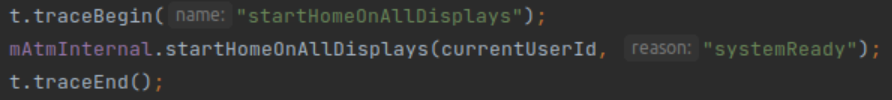 t.traceBegin( name: "startHomeOnAllDisplays");
mAtmInternal.startHomeOnAllDisplays(currentUserId, reason: "systemReady");
t.traceEnd();